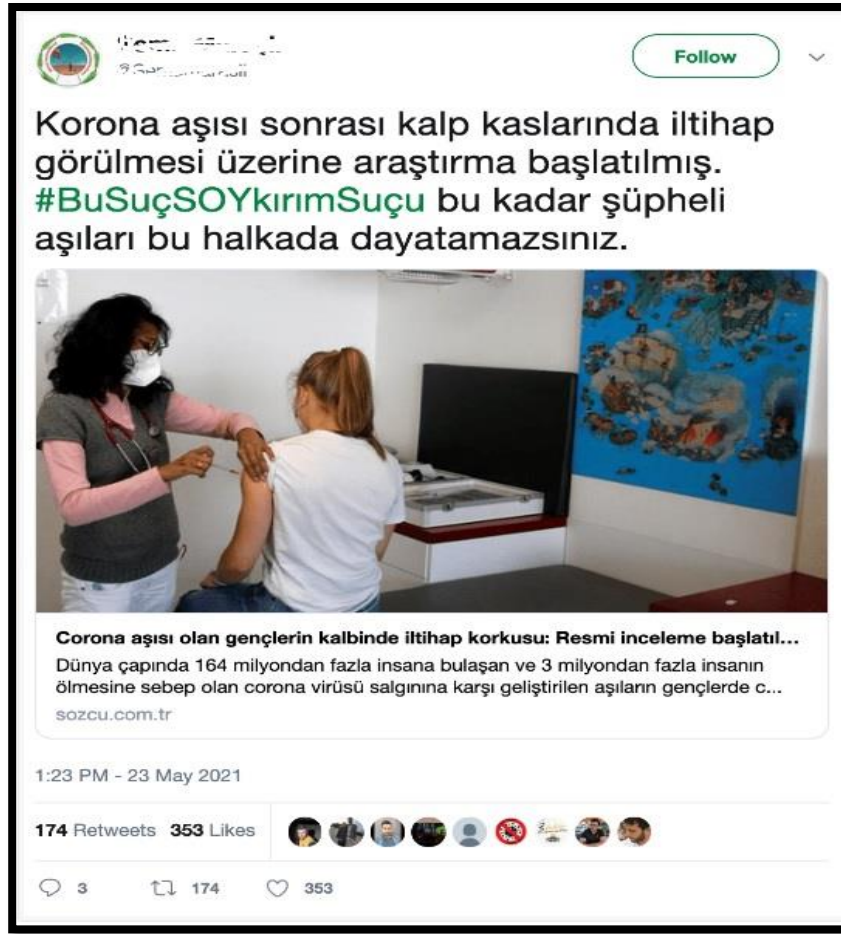 Follow
Korona aşısı sonrası kalp kaslarında iltihap
görülmesi üzerine araştırma başlatılmış.
#BuSuçSOYkırımSuçu bu kadar şüpheli
aşıları bu halkada dayatamazsınız.
Corona aşısı olan gençlerin kalbinde iltihap korkusu: Resmi inceleme başlatıl...
Dünya çapında 164 milyondan fazla insana bulaşan ve 3 milyondan fazla insanın
ölmesine sebep olan corona virüsü salgınına karşı geliştirilen aşıların gençlerde c...
sozcu.com.tr
1:23 PM - 23 May 2021
174 Retweets 353 Likes
3 174 353